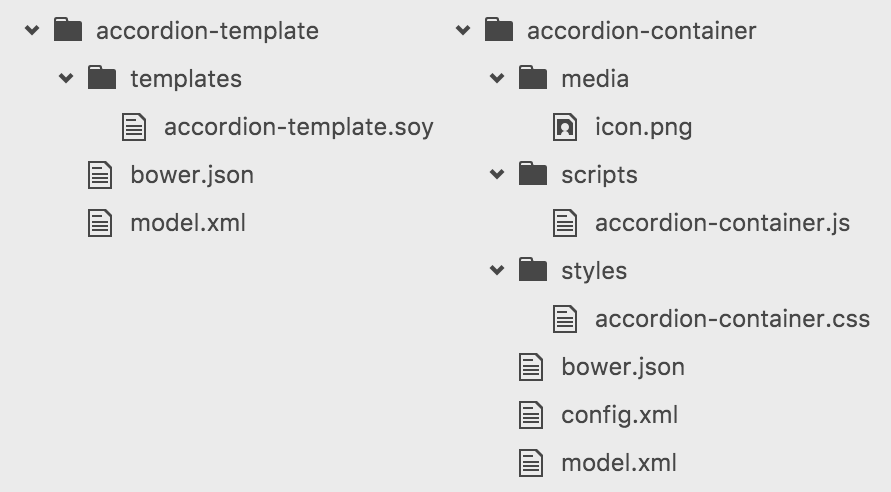 accordion-template
templates
accordion-template.soy
bower.json
model.xml
accordion-container
media
icon.png
scripts
accordion-container.js
styles
accordion-container.css
bower.json
config.xml
model.xml